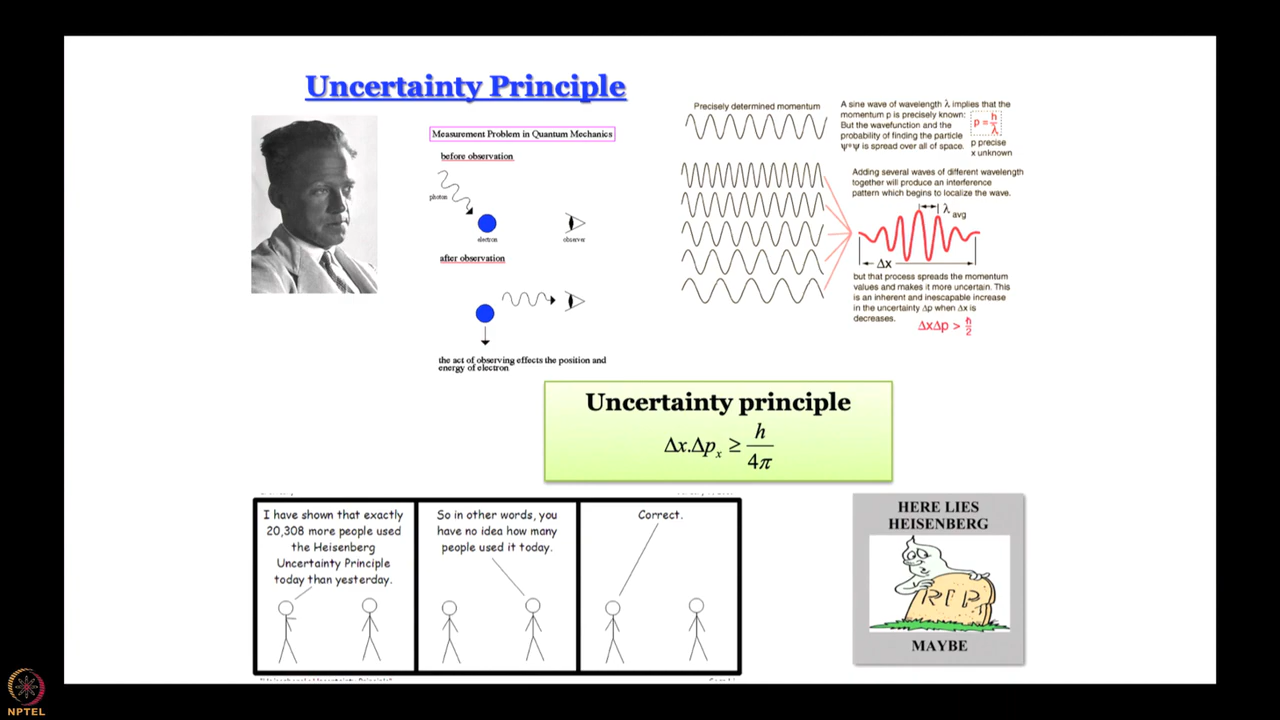 Uncertainty Principle
Measurement Problem in Quantum Mechanics
before observation
photon
electron
observer
after observation
the act of observing effects the position and
energy of electron
Precisely determined momentum
A sine wave of wavelength λ implies that the
momentum p is precisely known:
But the wavefunction and the
probability of finding the particle
ψ*ψ is spread over all of space.
p = h/λ
p precise
x unknown
Adding several waves of different wavelength
together will produce an interference
pattern which begins to localize the wave.
λ avg
Δx
but that process spreads the momentum
values and makes it more uncertain. This
is an inherent and inescapable increase
in the uncertainty Δp when Δx is
decreases.
ΔxΔp > ℏ/2
Uncertainty principle
Δx.Δpₓ ≥ h/4π
I have shown that exactly
20,308 more people used
the Heisenberg
Uncertainty Principle
today than yesterday.
So in other words, you
have no idea how many
people used it today.
Correct.
HERE LIES
HEISENBERG
RIP
MAYBE
NPTEL